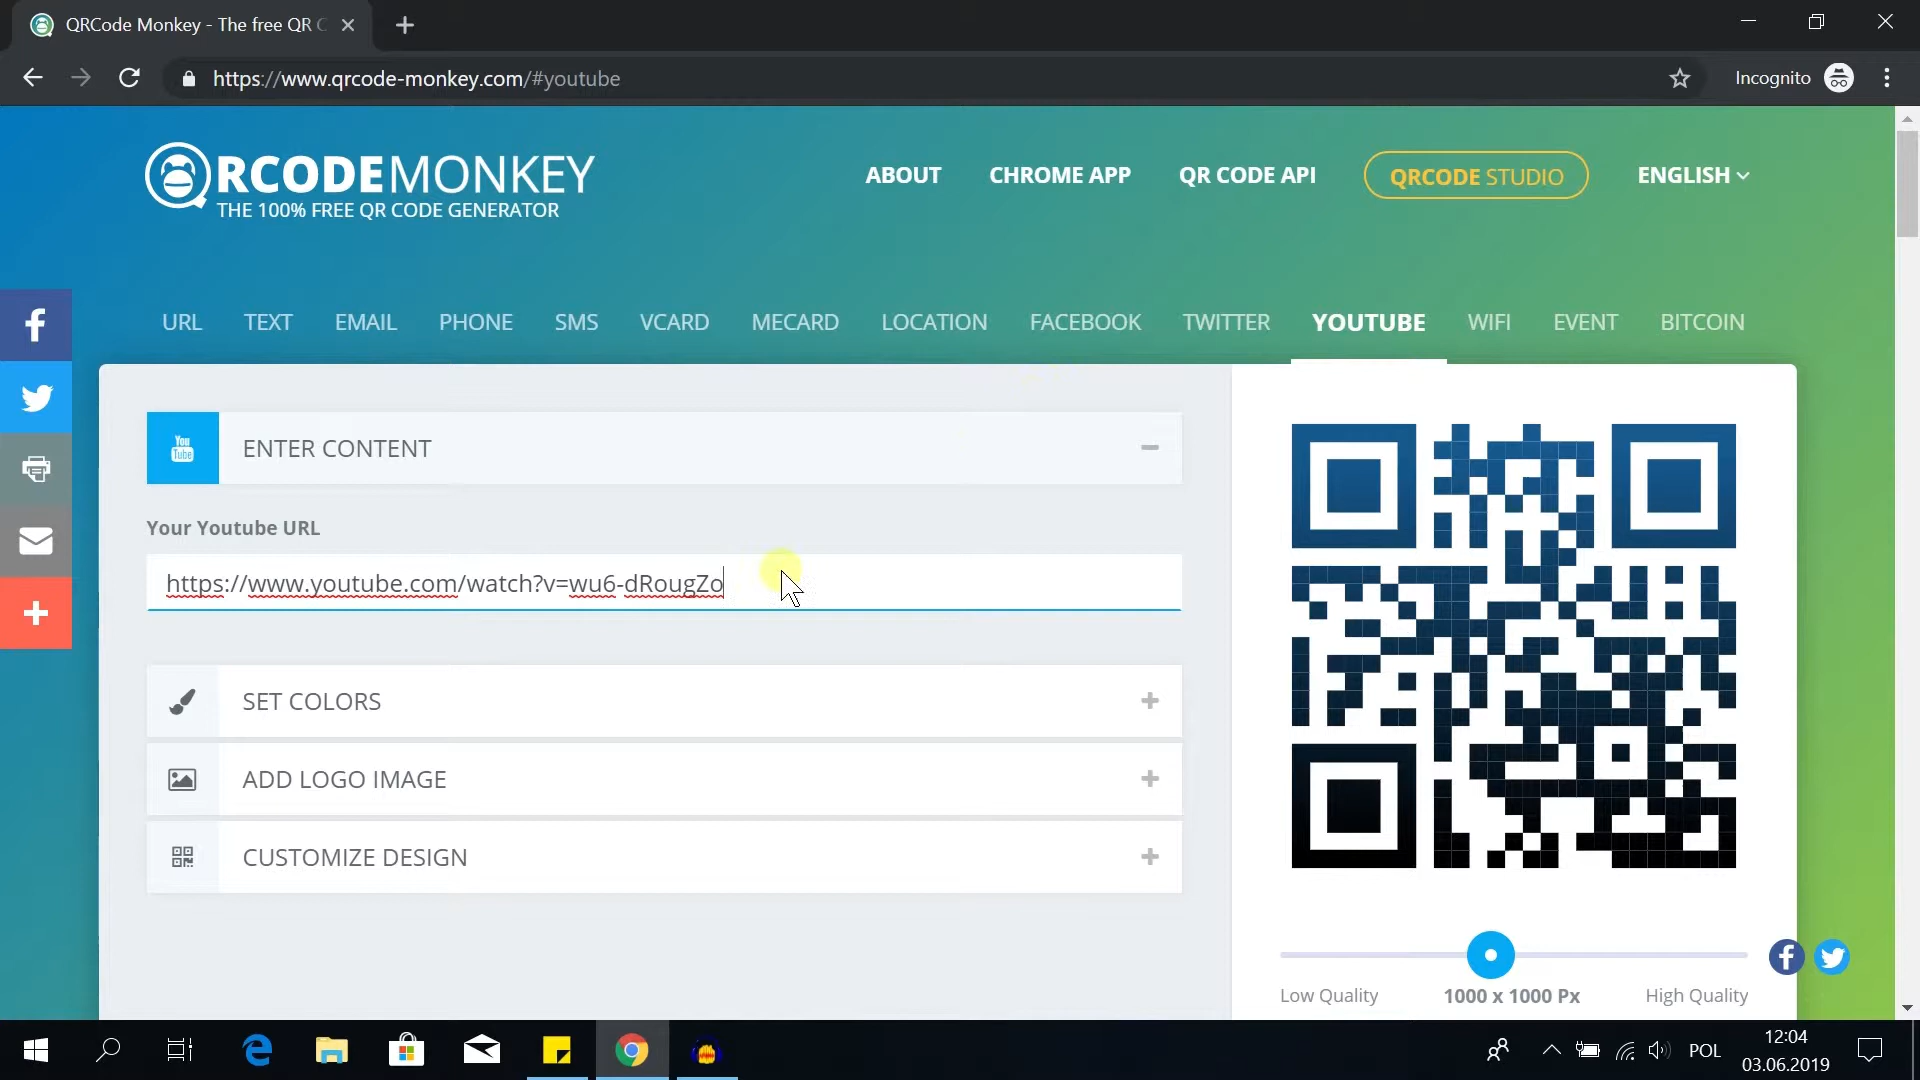 QRCode Monkey - The free QR C
https://www.qrcode-monkey.com/#youtube
Incognito
RCODEMONKEY
THE 100% FREE QR CODE GENERATOR
ABOUT
CHROME APP
QR CODE API
QRCODE STUDIO
ENGLISH
URL
TEXT
EMAIL
PHONE
SMS
VCARD
MECARD
LOCATION
FACEBOOK
TWITTER
YOUTUBE
WIFI
EVENT
BITCOIN
You
Tube
ENTER CONTENT
Your Youtube URL
https://www.youtube.com/watch?v=wu6-dRougZo
SET COLORS
ADD LOGO IMAGE
CUSTOMIZE DESIGN
Low Quality
1000 x 1000 Px
High Quality
POL
12:04
03.06.2019